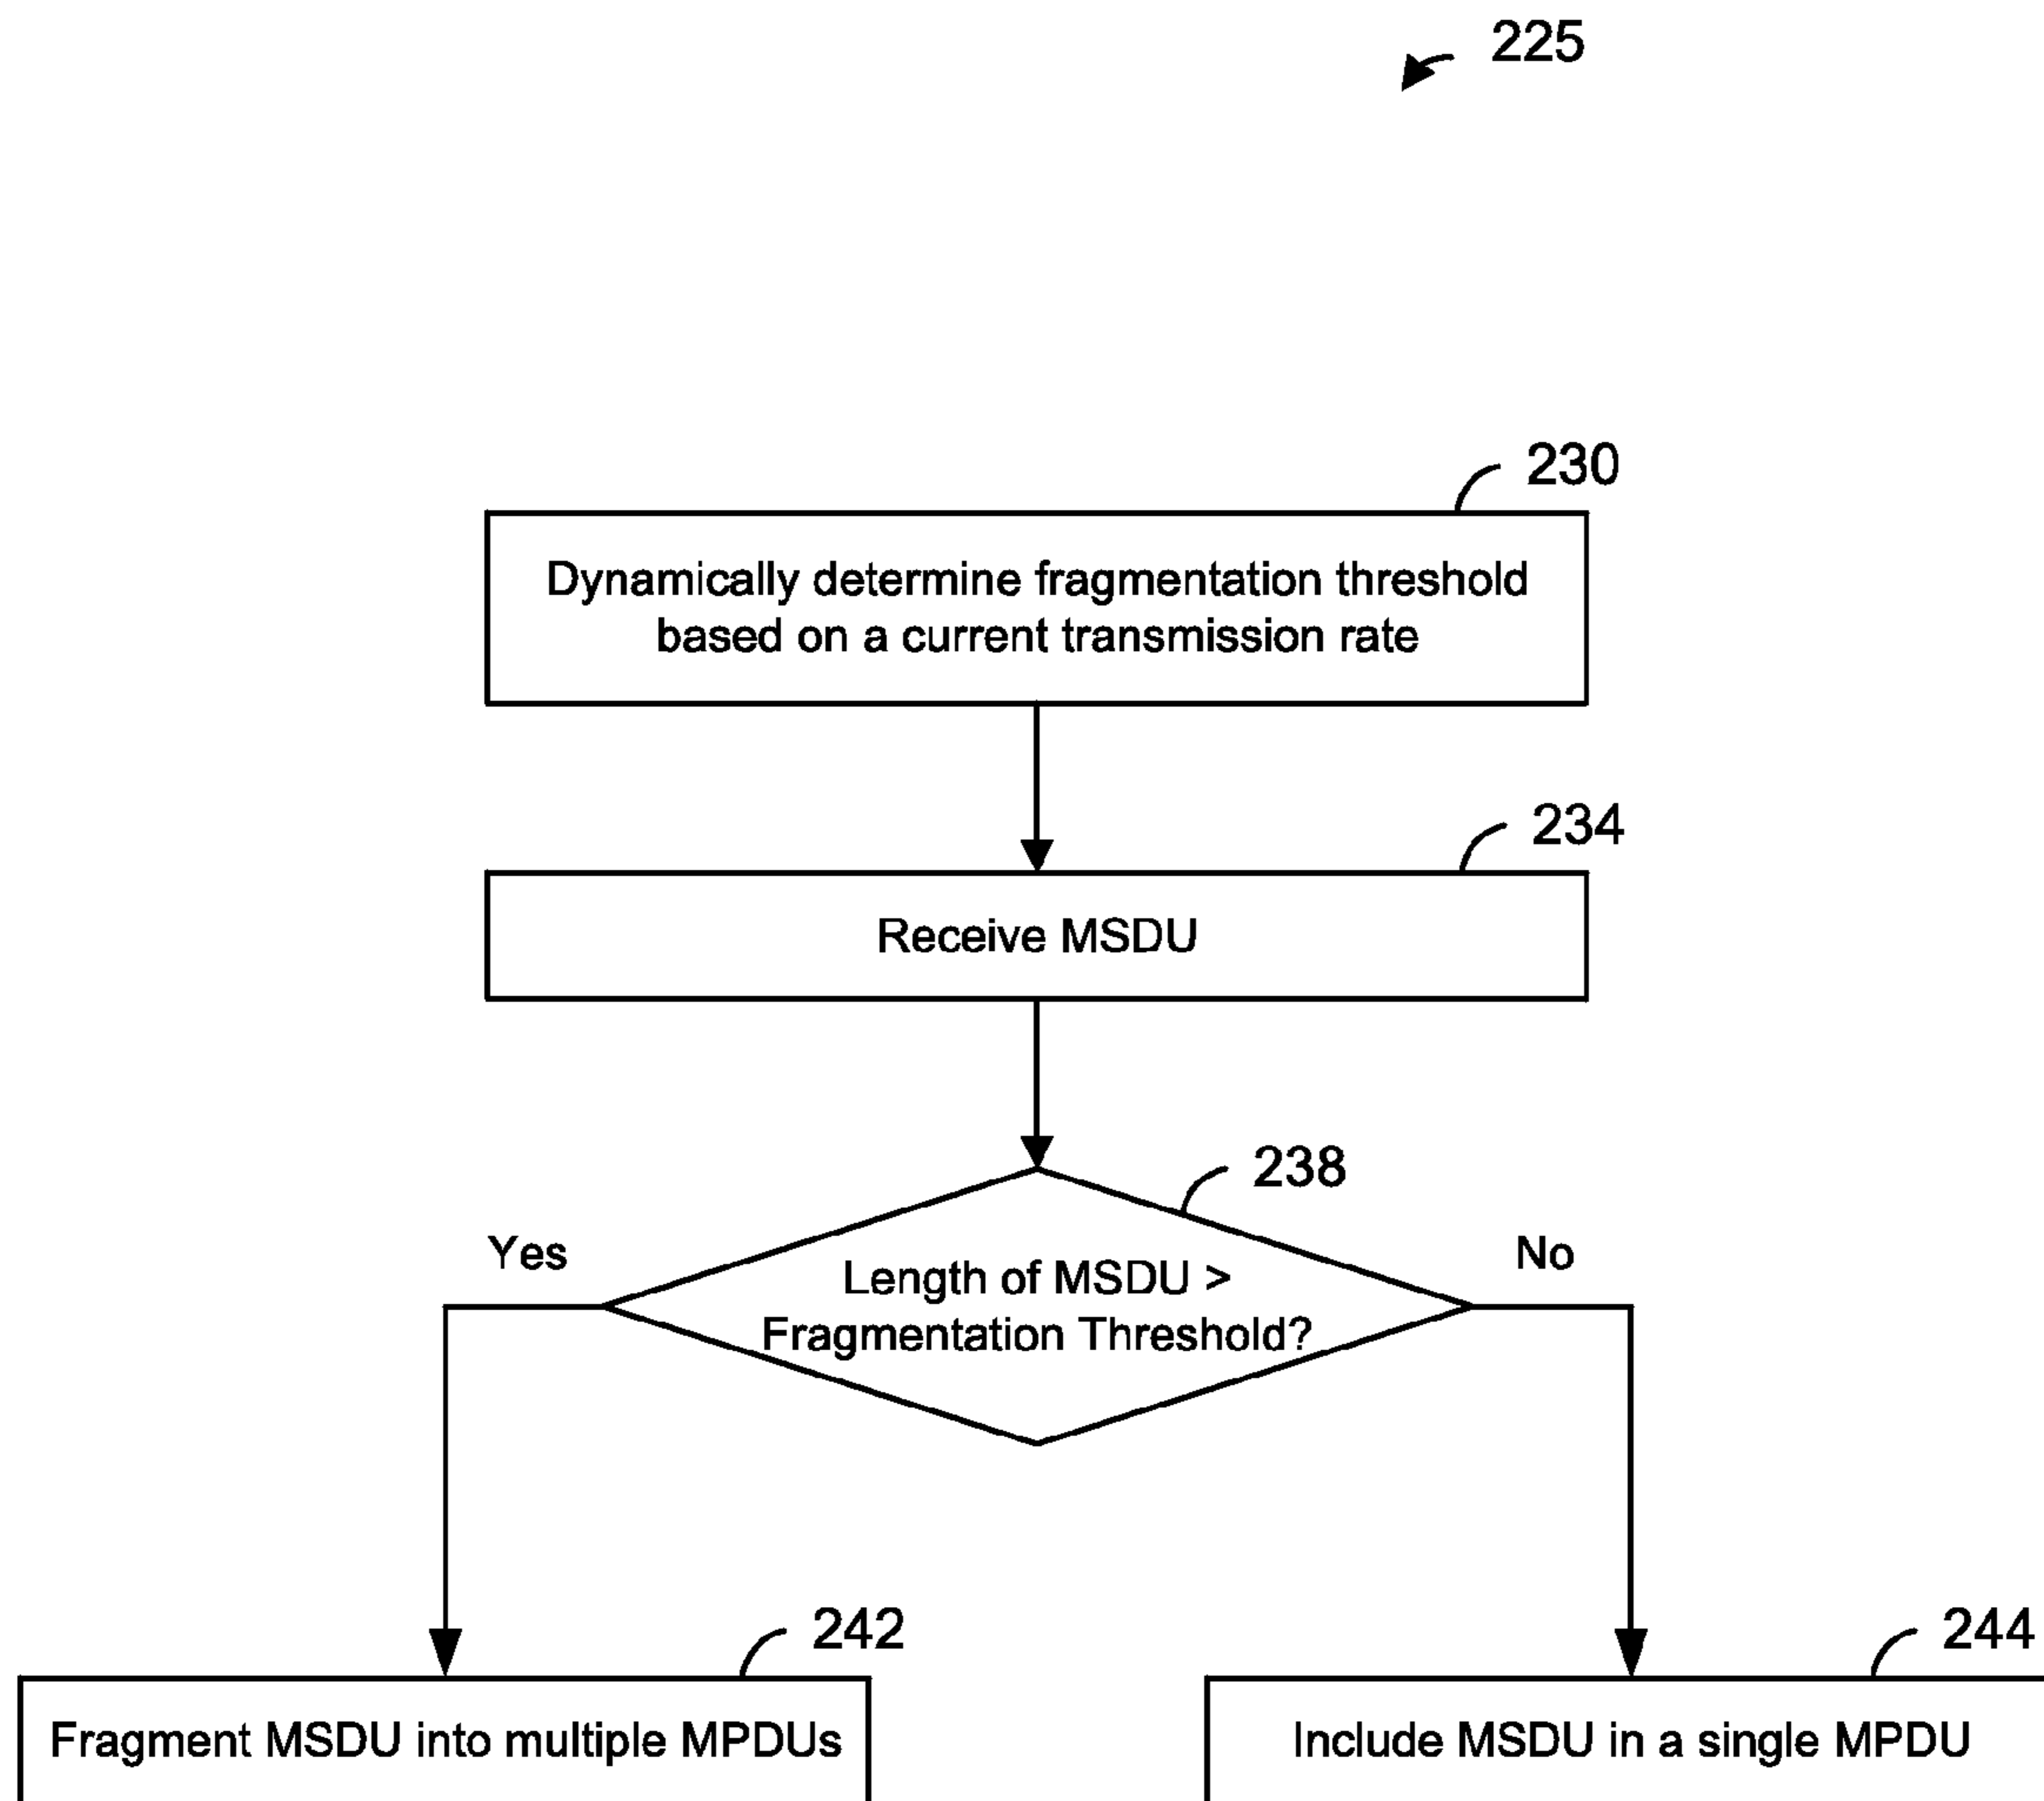 225
230
Dynamically determine fragmentation threshold
based on a current transmission rate
234
Receive MSDU
238
Yes
No
Length of MSDU >
Fragmentation Threshold?
242
244
Fragment MSDU into multiple MPDUs
Include MSDU in a single MPDU